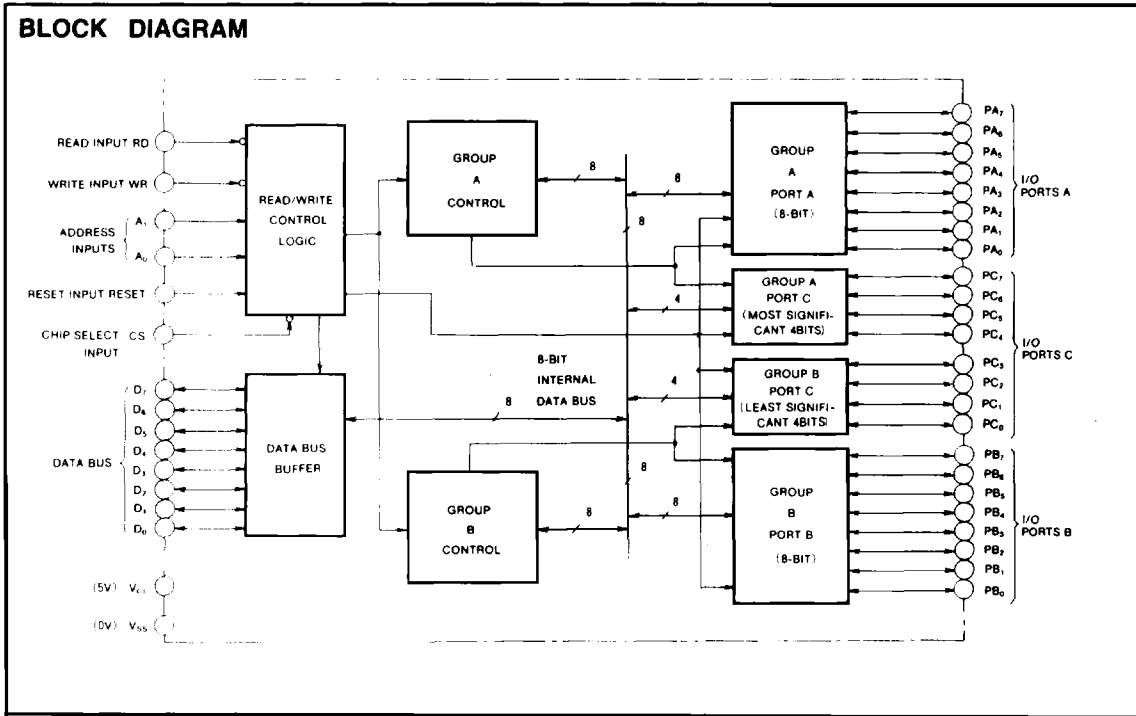 BLOCK DIAGRAM
READ INPUT RD
WRITE INPUT WR
ADDRESS
INPUTS
A₁
A₀
RESET INPUT RESET
CHIP SELECT CS
INPUT
READ/WRITE
CONTROL
LOGIC
DATA BUS
D₇
D₆
D₅
D₄
D₃
D₂
D₁
D₀
DATA BUS
BUFFER
(5V)
(0V) VSS
GROUP
A
CONTROL
GROUP
B
CONTROL
8-BIT
INTERNAL
DATA BUS
8
8
8
8
4
4
8
8
8
GROUP
A
PORT A
(8-BIT)
GROUP A
PORT C
(MOST SIGNIFI
CANT 4BITS)
GROUP B
PORT C
(LEAST SIGNIFI
CANT 4BITS)
GROUP
B
PORT B
(8-BIT)
PA₇
PA₆
PA₅
PA₄
PA₃
PA₂
PA₁
PA₀
I/O
PORTS A
PC₇
PC₆
PC₅
PC₄
PC₃
PC₂
PC₁
PC₀
I/O
PORTS C
PB₇
PB₆
PB₅
PB₄
PB₃
PB₂
PB₁
PB₀
I/O
PORTS B